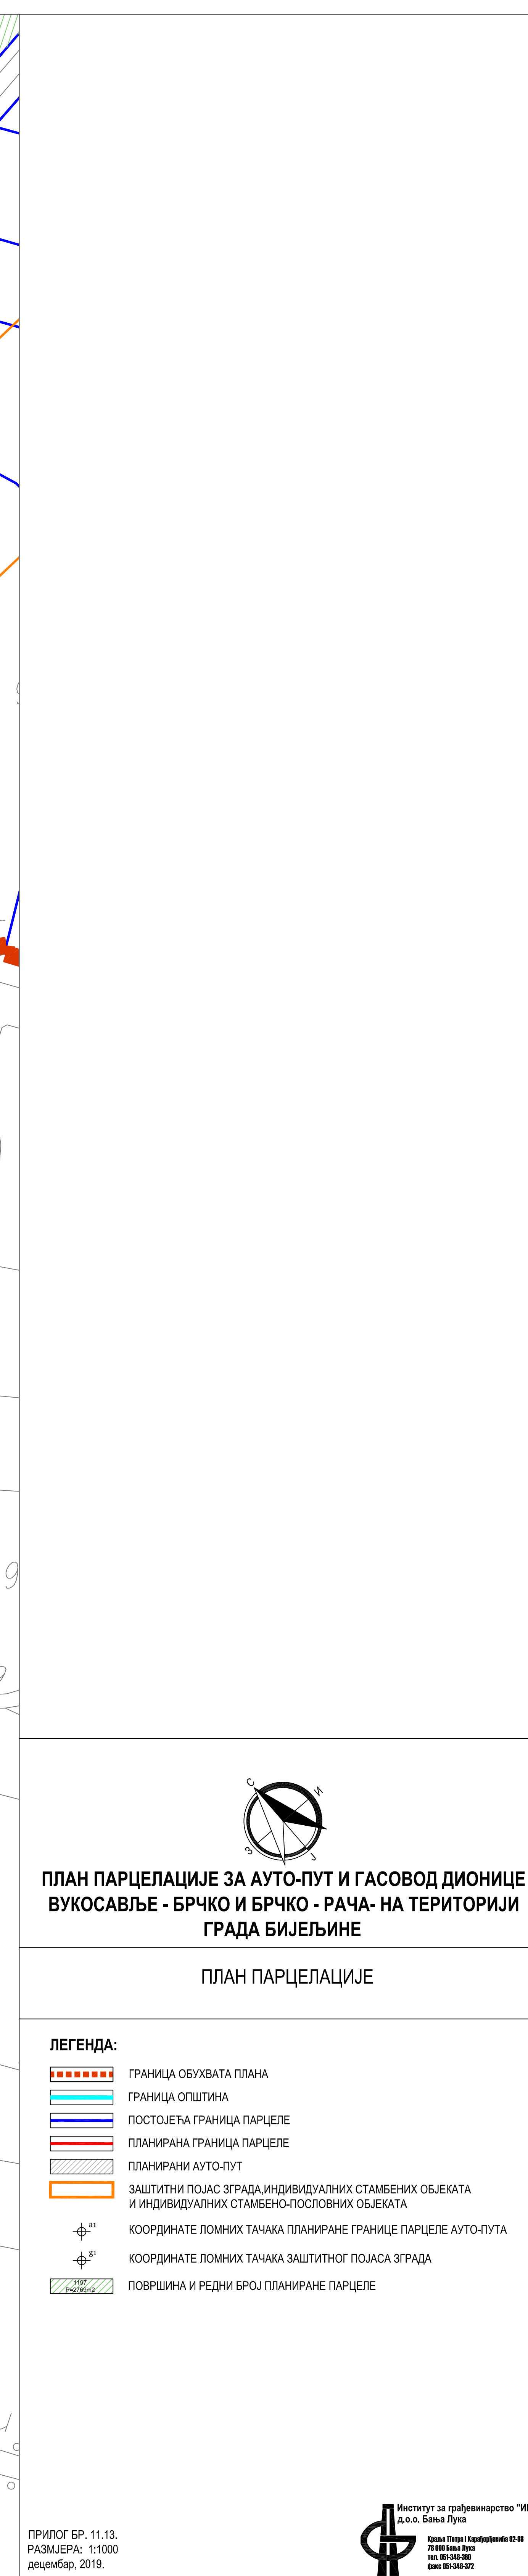 С
И
З
Ј
ПЛАН ПАРЦЕЛАЦИЈЕ ЗА АУТО-ПУТ И ГАСОВОД ДИОНИЦЕ
ВУКОСАВЉЕ - БРЧКО И БРЧКО - РАЧА- НА ТЕРИТОРИЈИ
ГРАДА БИЈЕЉИНЕ
ПЛАН ПАРЦЕЛАЦИЈЕ
ЛЕГЕНДА:
ГРАНИЦА ОБУХВАТА ПЛАНА
ГРАНИЦА ОПШТИНА
ПОСТОЈЕЋА ГРАНИЦА ПАРЦЕЛЕ
ПЛАНИРАНА ГРАНИЦА ПАРЦЕЛЕ
ПЛАНИРАНИ АУТО-ПУТ
ЗАШТИТНИ ПОЈАС ЗГРАДА,ИНДИВИДУАЛНИХ СТАМБЕНИХ ОБЈЕКАТА
И ИНДИВИДУАЛНИХ СТАМБЕНО-ПОСЛОВНИХ ОБЈЕКАТА
a1
КООРДИНАТЕ ЛОМНИХ ТАЧАКА ПЛАНИРАНЕ ГРАНИЦЕ ПАРЦЕЛЕ АУТО-ПУТА
g1
КООРДИНАТЕ ЛОМНИХ ТАЧАКА ЗАШТИТНОГ ПОЈАСА ЗГРАДА
1197
P=2769m2
ПОВРШИНА И РЕДНИ БРОЈ ПЛАНИРАНЕ ПАРЦЕЛЕ
Институт за грађевинарство "ИГ
д.о.о. Бања Лука
Краља Петра I Карађорђевића 92-98
78 000 Бања Лука
тел. 051-348-360
факс 051-348-372
ПРИЛОГ БР. 11.13.
РАЗМЈЕРА: 1:1000
децембар, 2019.